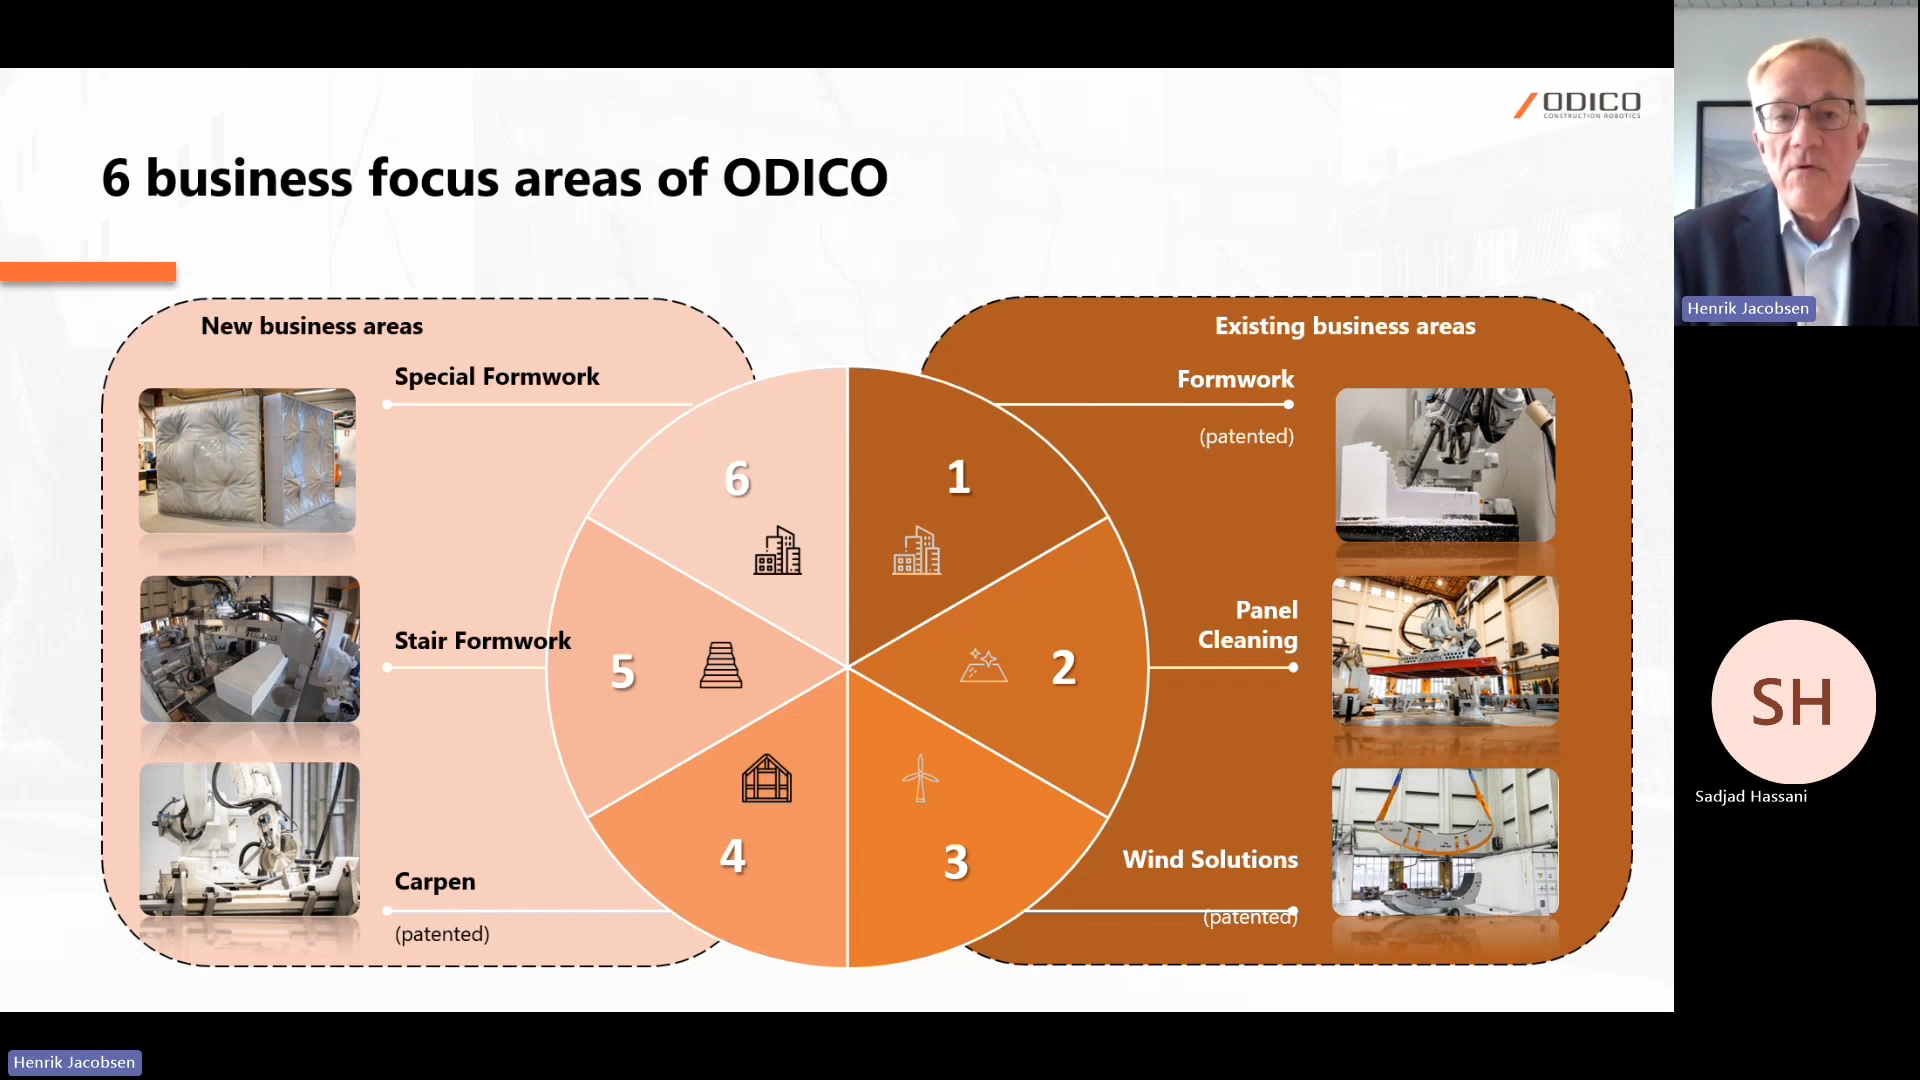 ODICO
CONSTRUCTION ROBOTICS
6 business focus areas of ODICO
New business areas
Special Formwork
Stair Formwork
Carpen
(patented)
6
1
5
2
4
3
Existing business areas
Formwork
(patented)
Panel
Cleaning
Wind Solutions
(patented)
Henrik Jacobsen
SH
Sadjad Hassani
Henrik Jacobsen